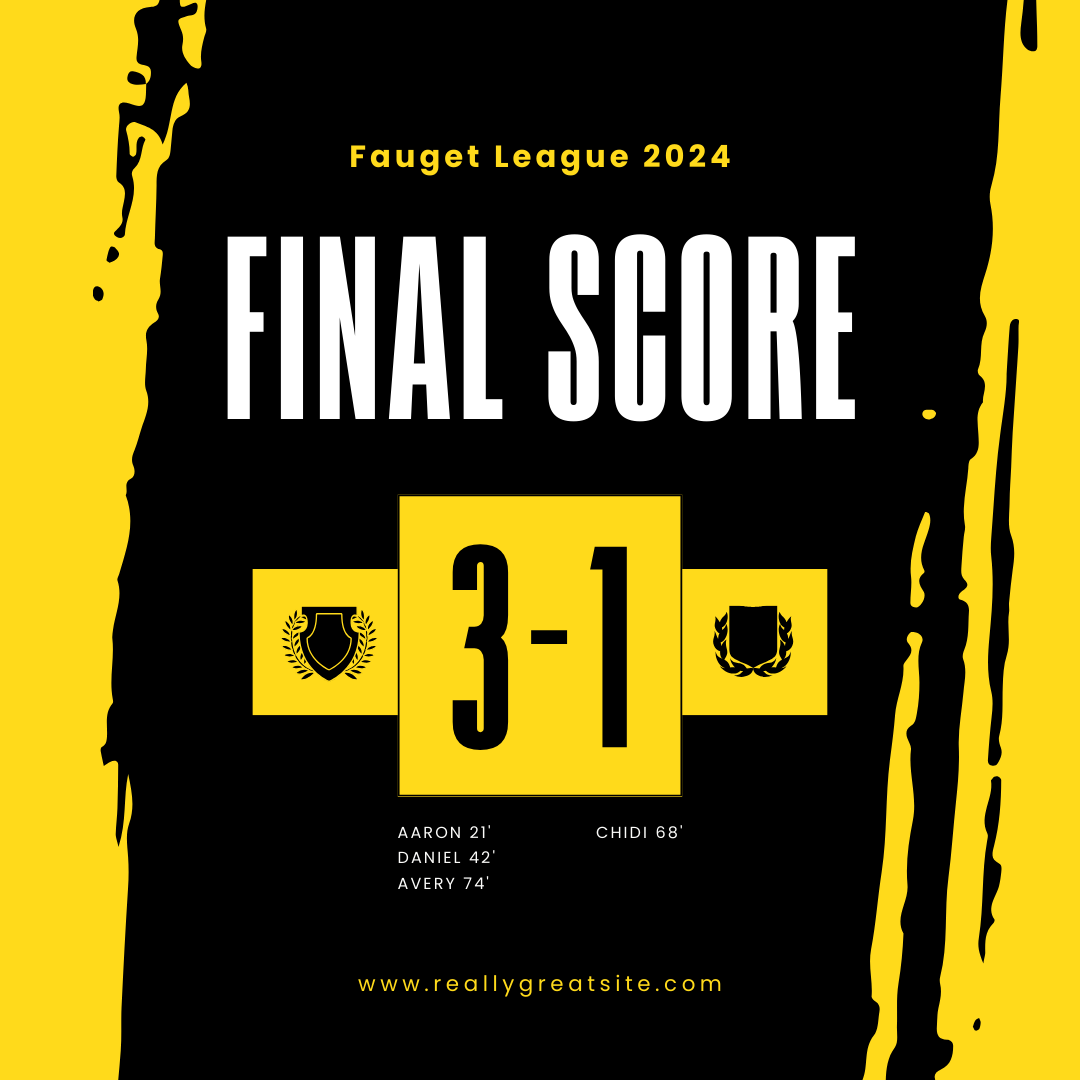 Fauget League 2024
FINAL SCORE
3-1
AARON 21' CHIDI 68'
DANIEL 42'
AVERY 74'
www.reallygreatsite.com